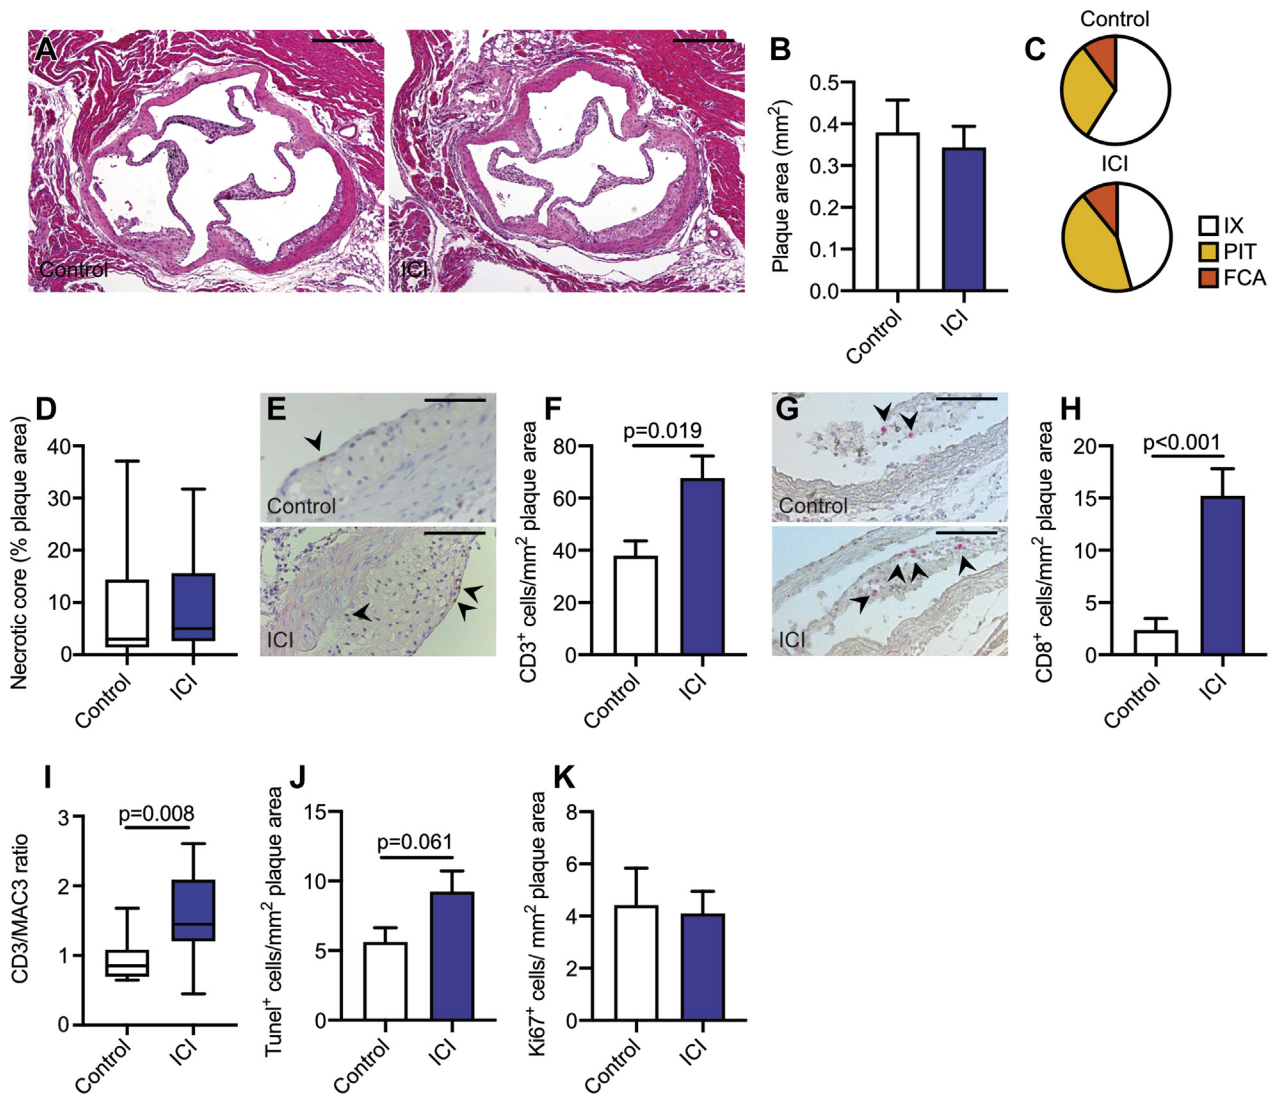 A
Control
ICI
B
Plaque area (mm²)
0.5
0.4
0.3
0.2
0.1
0.0
Control
ICI
C
Control
ICI
IX
PIT
FCA
D
Necrotic core (% plaque area)
40
30
20
10
0
Control
ICI
E
Control
ICI
F
CD3⁺ cells/mm² plaque area
80
60
40
20
0
p=0.019
Control
ICI
G
Control
ICI
H
CD8⁺ cells/mm² plaque area
20
15
10
5
0
p<0.001
Control
ICI
I
CD3/MAC3 ratio
3
2
1
0
p=0.008
Control
ICI
J
Tunel⁺ cells/mm² plaque area
15
10
5
0
p=0.061
Control
ICI
K
Ki67⁺ cells/ mm² plaque area
8
6
4
2
0
Control
ICI